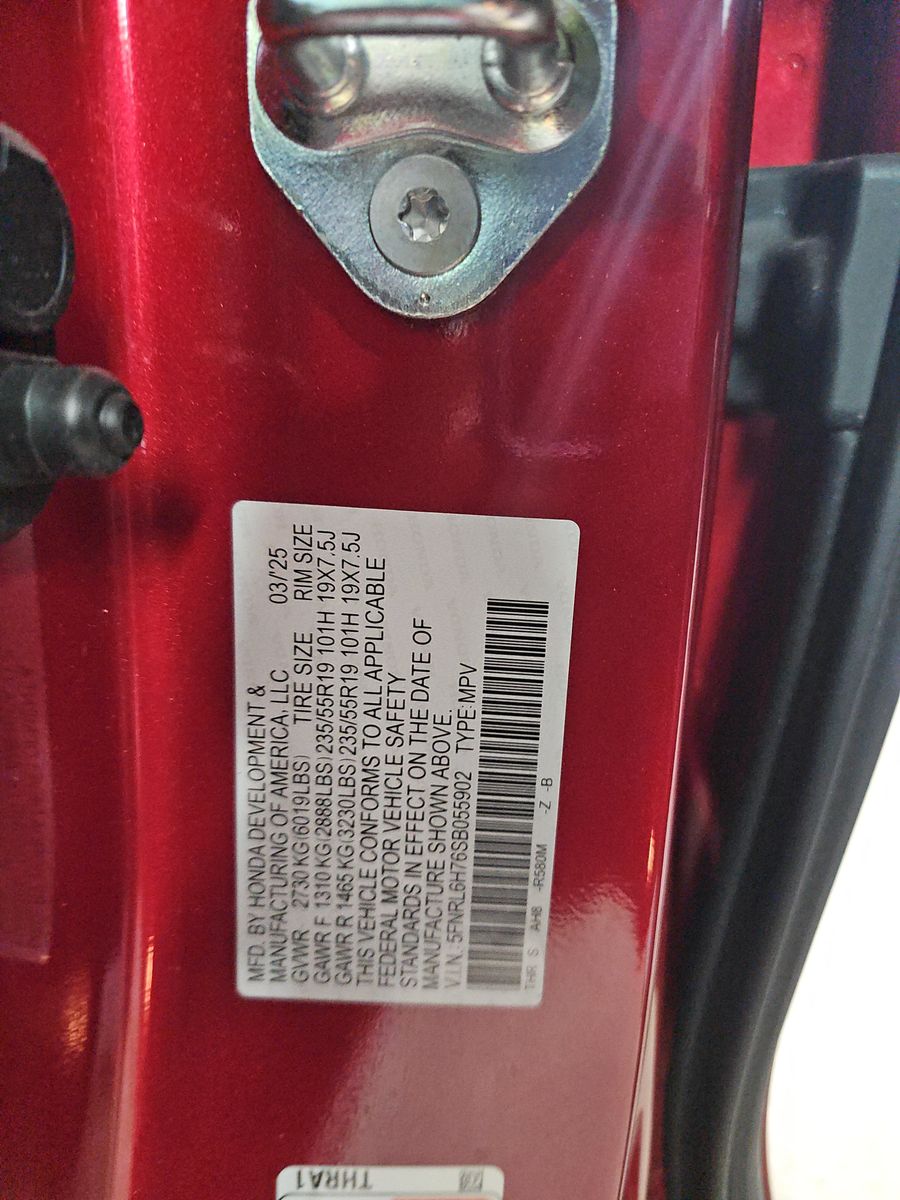 MFD. BY HONDA DEVELOPMENT &
MANUFACTURING OF AMERICA, LLC 03/'25
GVWR 2730 KG(6019LBS) TIRE SIZE RIM SIZE
GAWR F 1310 KG(2888LBS)235/55R19 101H 19X7.5J
GAWR R 1465 KG(3230LBS)235/55R19 101H 19X7.5J
THIS VEHICLE CONFORMS TO ALL APPLICABLE
FEDERAL MOTOR VEHICLE SAFETY
STANDARDS IN EFFECT ON THE DATE OF
MANUFACTURE SHOWN ABOVE.
V.I.N.: 5FNRL6H76SB055902 TYPE:MPV
THR S AH8 -R580M -Z -B
THRA1